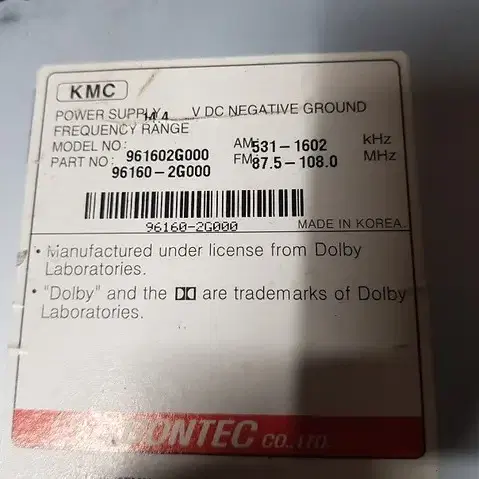 KMC
POWER SUPPLY 14.4 V DC NEGATIVE GROUND
FREQUENCY RANGE
MODEL NO: 961602G000 AM 531-1602 kHz
PART NO: 96160-2G000 FM 87.5-108.0 MHz
96160-2G000 MADE IN KOREA
• Manufactured under license from Dolby
Laboratories.
• "Dolby" and the are trademarks of Dolby
Laboratories.
CO., LTD.